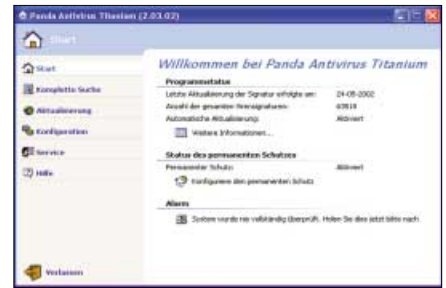 Panda Antivirus Titanium (2.03.02)
Start
Start
Komplette Suche
Aktualisierung
Konfiguration
Service
Hilfe
Verlassen
Willkommen bei Panda Antivirus Titanium
Programmstatus
Letzte Aktualisierung der Signatur erfolgte am: 24-05-2002
Anzahl der gesamten Virensignaturen: 63519
Automatische Aktualisierung: Aktiviert
Weitere Informationen...
Status des permanenten Schutzes
Permanenter Schutz: Aktiviert
Konfiguriere den permanenten Schutz
Alarm
System wurde nie vollständig überprüft. Holen Sie dies jetzt bitte nach.